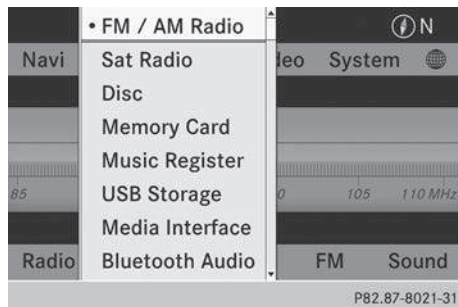 • FM / AM Radio
N
Navi
Sat Radio
eo
System
Disc
Memory Card
Music Register
85
USB Storage
0
105
110 MHz
Media Interface
Radio
Bluetooth Audio
FM
Sound
P82.87-8021-31